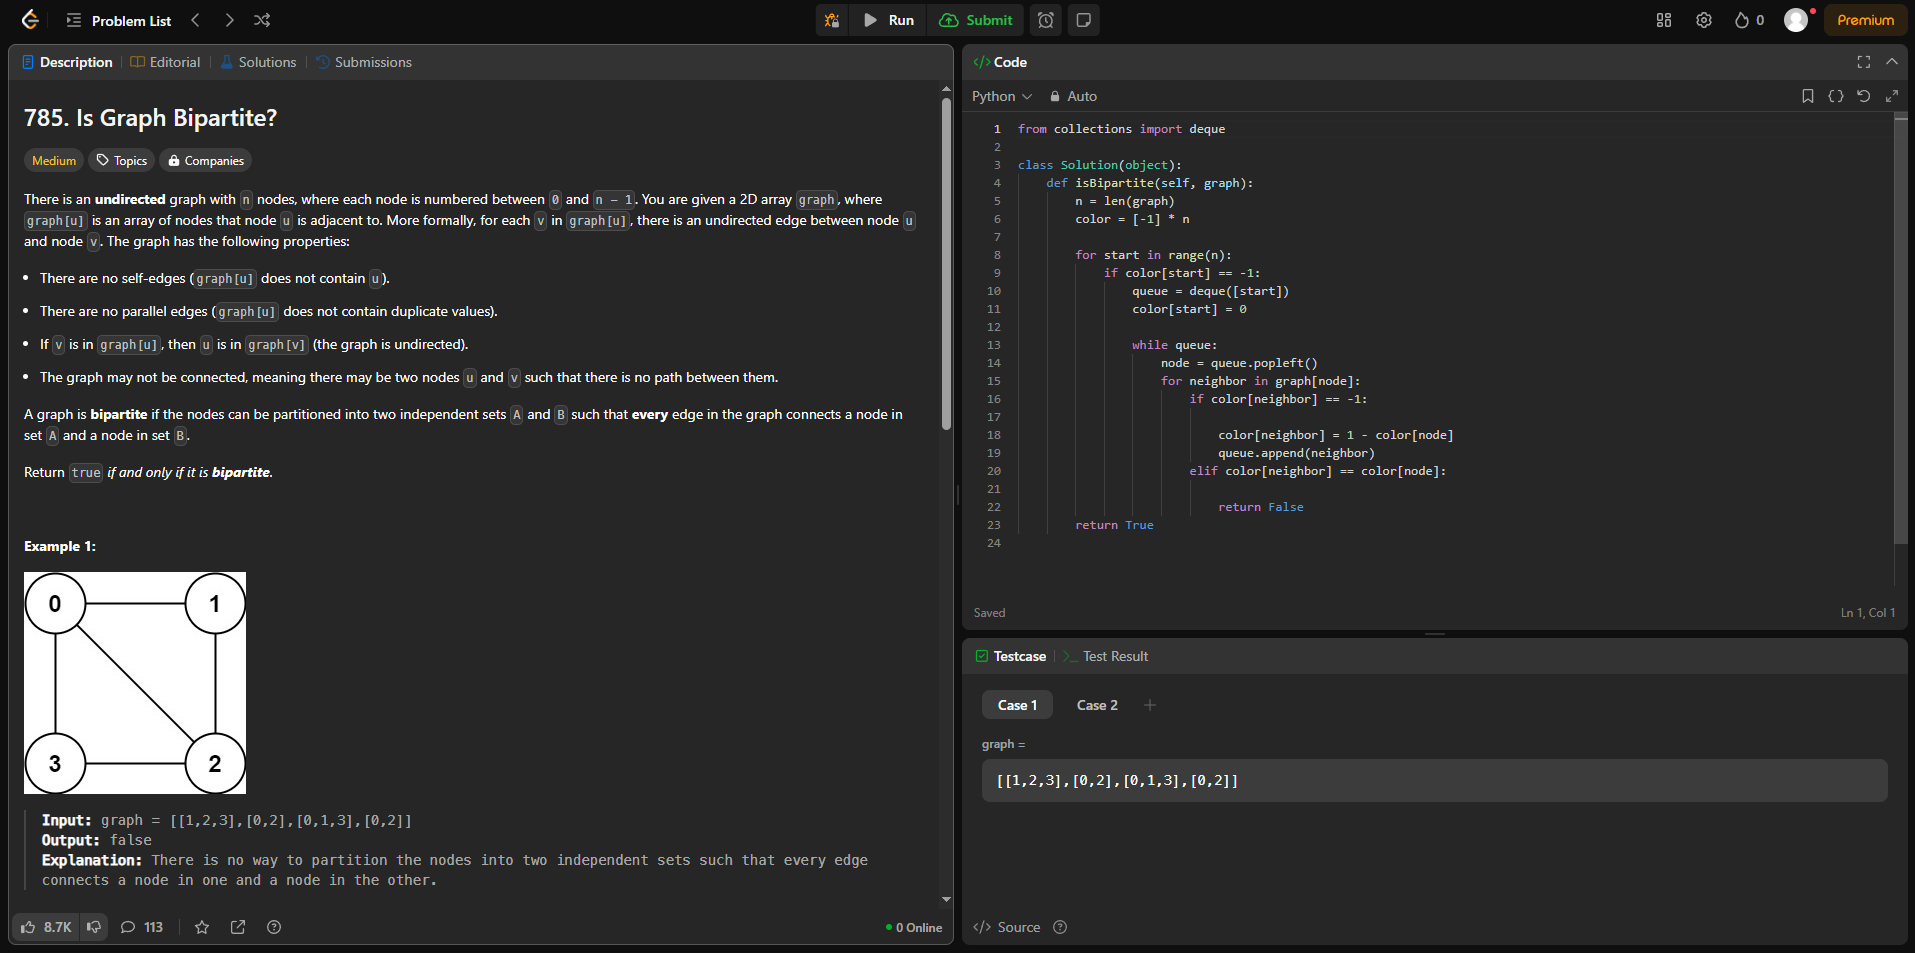 Problem List
Run
Submit
0
Premium
Description
Editorial
Solutions
Submissions
785. Is Graph Bipartite?
Medium
Topics
Companies
There is an undirected graph with n nodes, where each node is numbered between 0 and n - 1. You are given a 2D array graph, where
graph[u] is an array of nodes that node u is adjacent to. More formally, for each v in graph[u], there is an undirected edge between node u
and node v. The graph has the following properties:
• There are no self-edges (graph[u] does not contain u).
• There are no parallel edges (graph[u] does not contain duplicate values).
• If v is in graph[u], then u is in graph[v] (the graph is undirected).
• The graph may not be connected, meaning there may be two nodes u and v such that there is no path between them.
A graph is bipartite if the nodes can be partitioned into two independent sets A and B such that every edge in the graph connects a node in
set A and a node in set B.
Return true if and only if it is bipartite.
Example 1:
0
1
3
2
Input: graph = [[1,2,3],[0,2],[0,1,3],[0,2]]
Output: false
Explanation: There is no way to partition the nodes into two independent sets such that every edge
connects a node in one and a node in the other.
8.7K
113
0 Online
</> Code
Python
Auto
1 from collections import deque
2
3 class Solution(object):
4 def isBipartite(self, graph):
5 n = len(graph)
6 color = [-1] * n
7
8 for start in range(n):
9 if color[start] == -1:
10 queue = deque([start])
11 color[start] = 0
12
13 while queue:
14 node = queue.popleft()
15 for neighbor in graph[node]:
16 if color[neighbor] == -1:
17
18 color[neighbor] = 1 - color[node]
19 queue.append(neighbor)
20 elif color[neighbor] == color[node]:
21
22 return False
23 return True
24
Saved
Ln 1, Col 1
Testcase
>_ Test Result
Case 1
Case 2
+
graph =
[[1,2,3],[0,2],[0,1,3],[0,2]]
</> Source